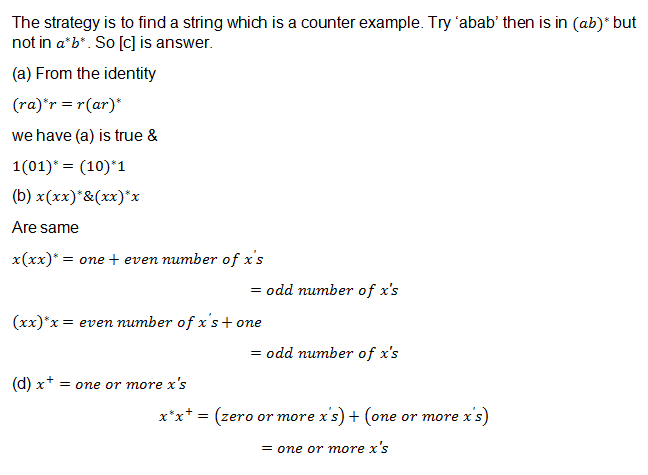 The strategy is to find a string which is a counter example. Try ‘abab’ then is in (ab)* but
not in a*b*. So [c] is answer.
(a) From the identity
(ra)*r = r(ar)*
we have (a) is true &
1(01)* = (10)*1
(b) x(xx)*&(xx)*x
Are same
x(xx)* = one + even number of x's
= odd number of x's
(xx)*x = even number of x's + one
= odd number of x's
(d) x⁺ = one or more x's
x*x⁺ = (zero or more x's) + (one or more x's)
= one or more x's